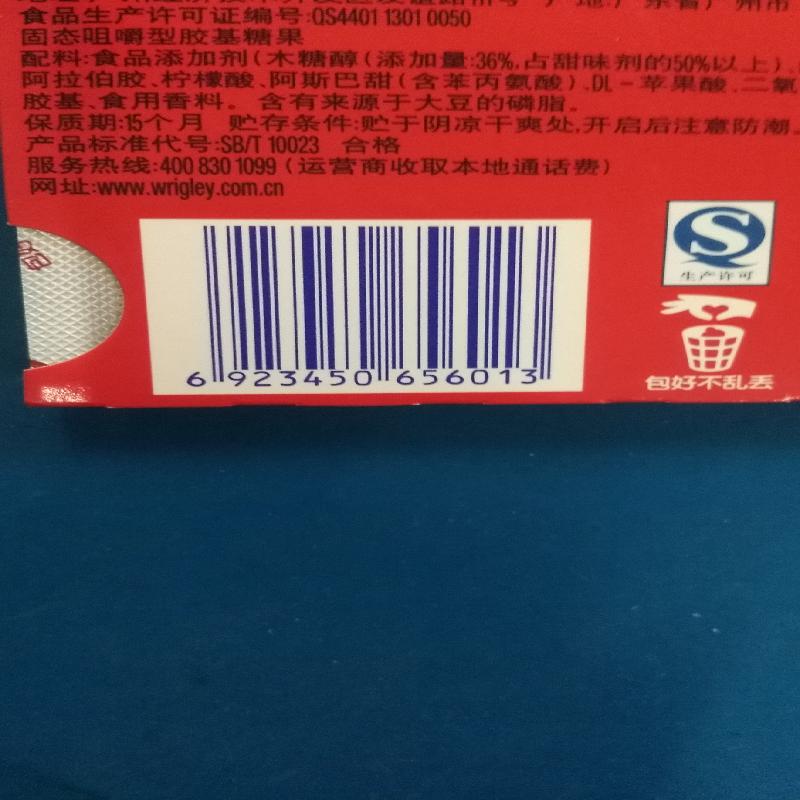 食品生产许可证编号:QS4401 1301 0050
固态咀嚼型胶基糖果
配料:食品添加剂(木糖醇(添加量:36%,占甜味剂的50%以上)、
阿拉伯胶、柠檬酸、阿斯巴甜(含苯丙氨酸)、DL-苹果酸、二氧
胶基、食用香料。含有来源于大豆的磷脂。
保质期:15个月 贮存条件:贮于阴凉干爽处,开启后注意防潮。
产品标准代号:SB/T 10023 合格
服务热线:400 830 1099(运营商收取本地通话费)
网址:www.wrigley.com.cn
生产许可
包好不乱丢
6 923450 656013